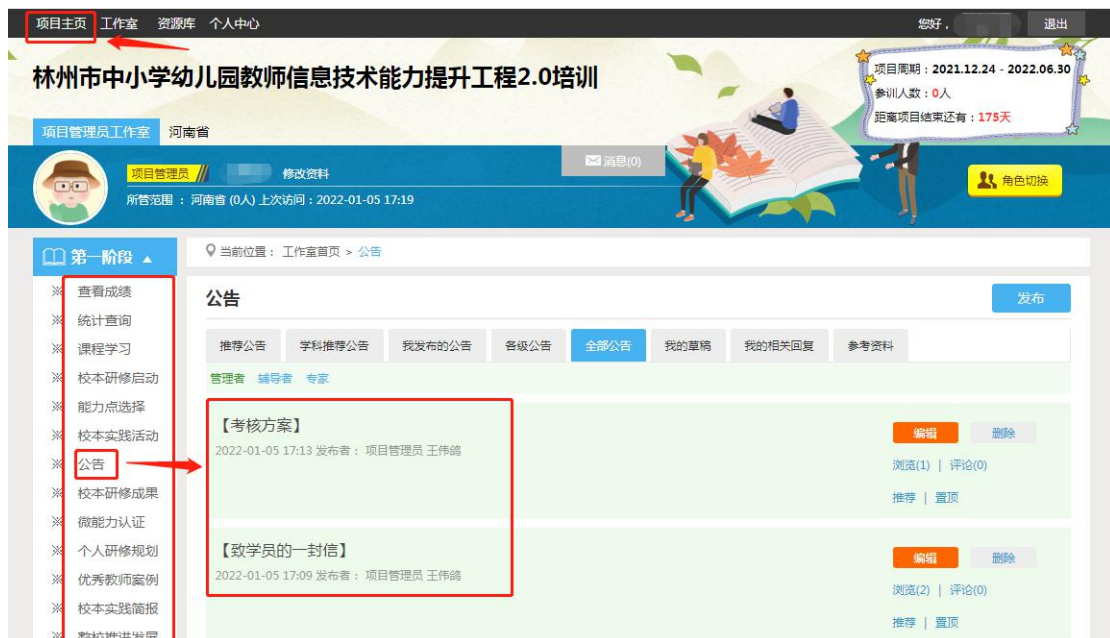 项目主页 工作室 资源库 个人中心 您好， 退出
林州市中小学幼儿园教师信息技术能力提升工程2.0培训
项目周期：2021.12.24 - 2022.06.30
参训人数：0人
距离项目结束还有：175天
项目管理员工作室 河南省
消息(0)
项目管理员 修改资料
角色切换
所管范围 ：河南省 (0人) 上次访问：2022-01-05 17:19
第一阶段
当前位置： 工作室首页 > 公告
※ 查看成绩
※ 统计查询
※ 课程学习
※ 校本研修启动
※ 能力点选择
※ 校本实践活动
※ 公告
※ 校本研修成果
※ 微能力认证
※ 个人研修规划
※ 优秀教师案例
※ 校本实践简报
※ 整校推进发展
公告 发布
推荐公告 学科推荐公告 我发布的公告 各级公告 全部公告 我的草稿 我的相关回复 参考资料
管理者 辅导者 专家
【考核方案】
2022-01-05 17:13 发布者： 项目管理员 王伟鸽
编辑 删除
浏览(1) | 评论(0)
推荐 | 置顶
【致学员的一封信】
2022-01-05 17:09 发布者： 项目管理员 王伟鸽
编辑 删除
浏览(2) | 评论(0)
推荐 | 置顶